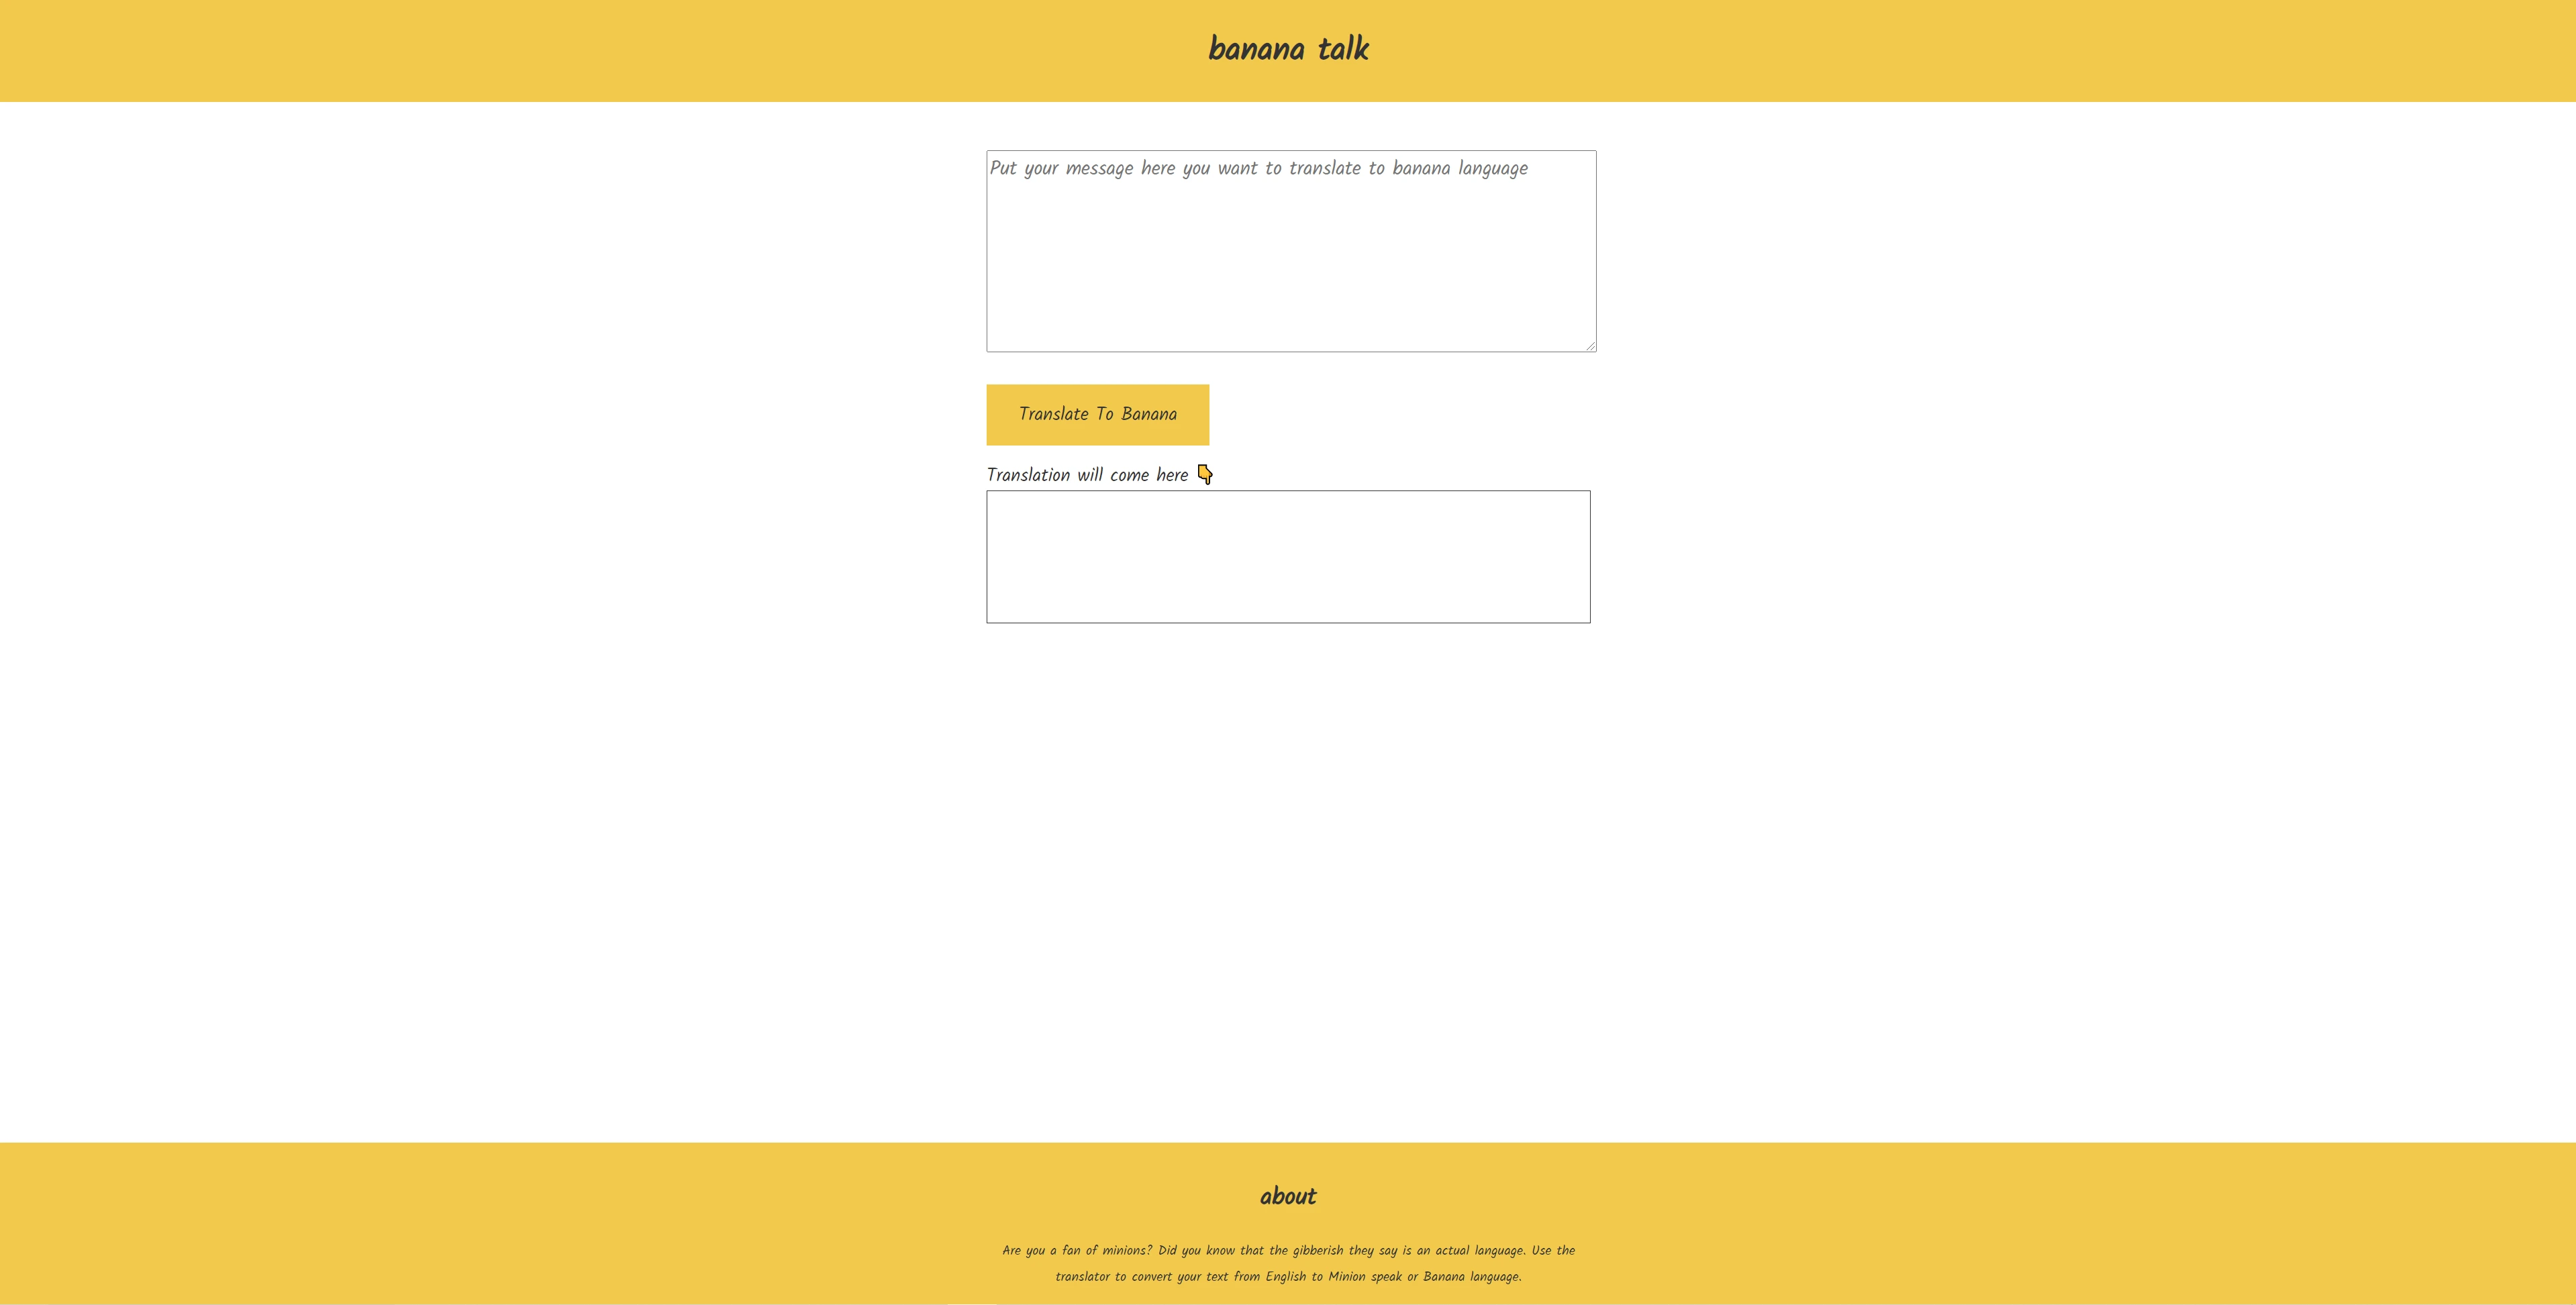 banana talk
Put your message here you want to translate to banana language
Translate To Banana
Translation will come here 👇
about
Are you a fan of minions? Did you know that the gibberish they say is an actual language. Use the
translator to convert your text from English to Minion speak or Banana language.